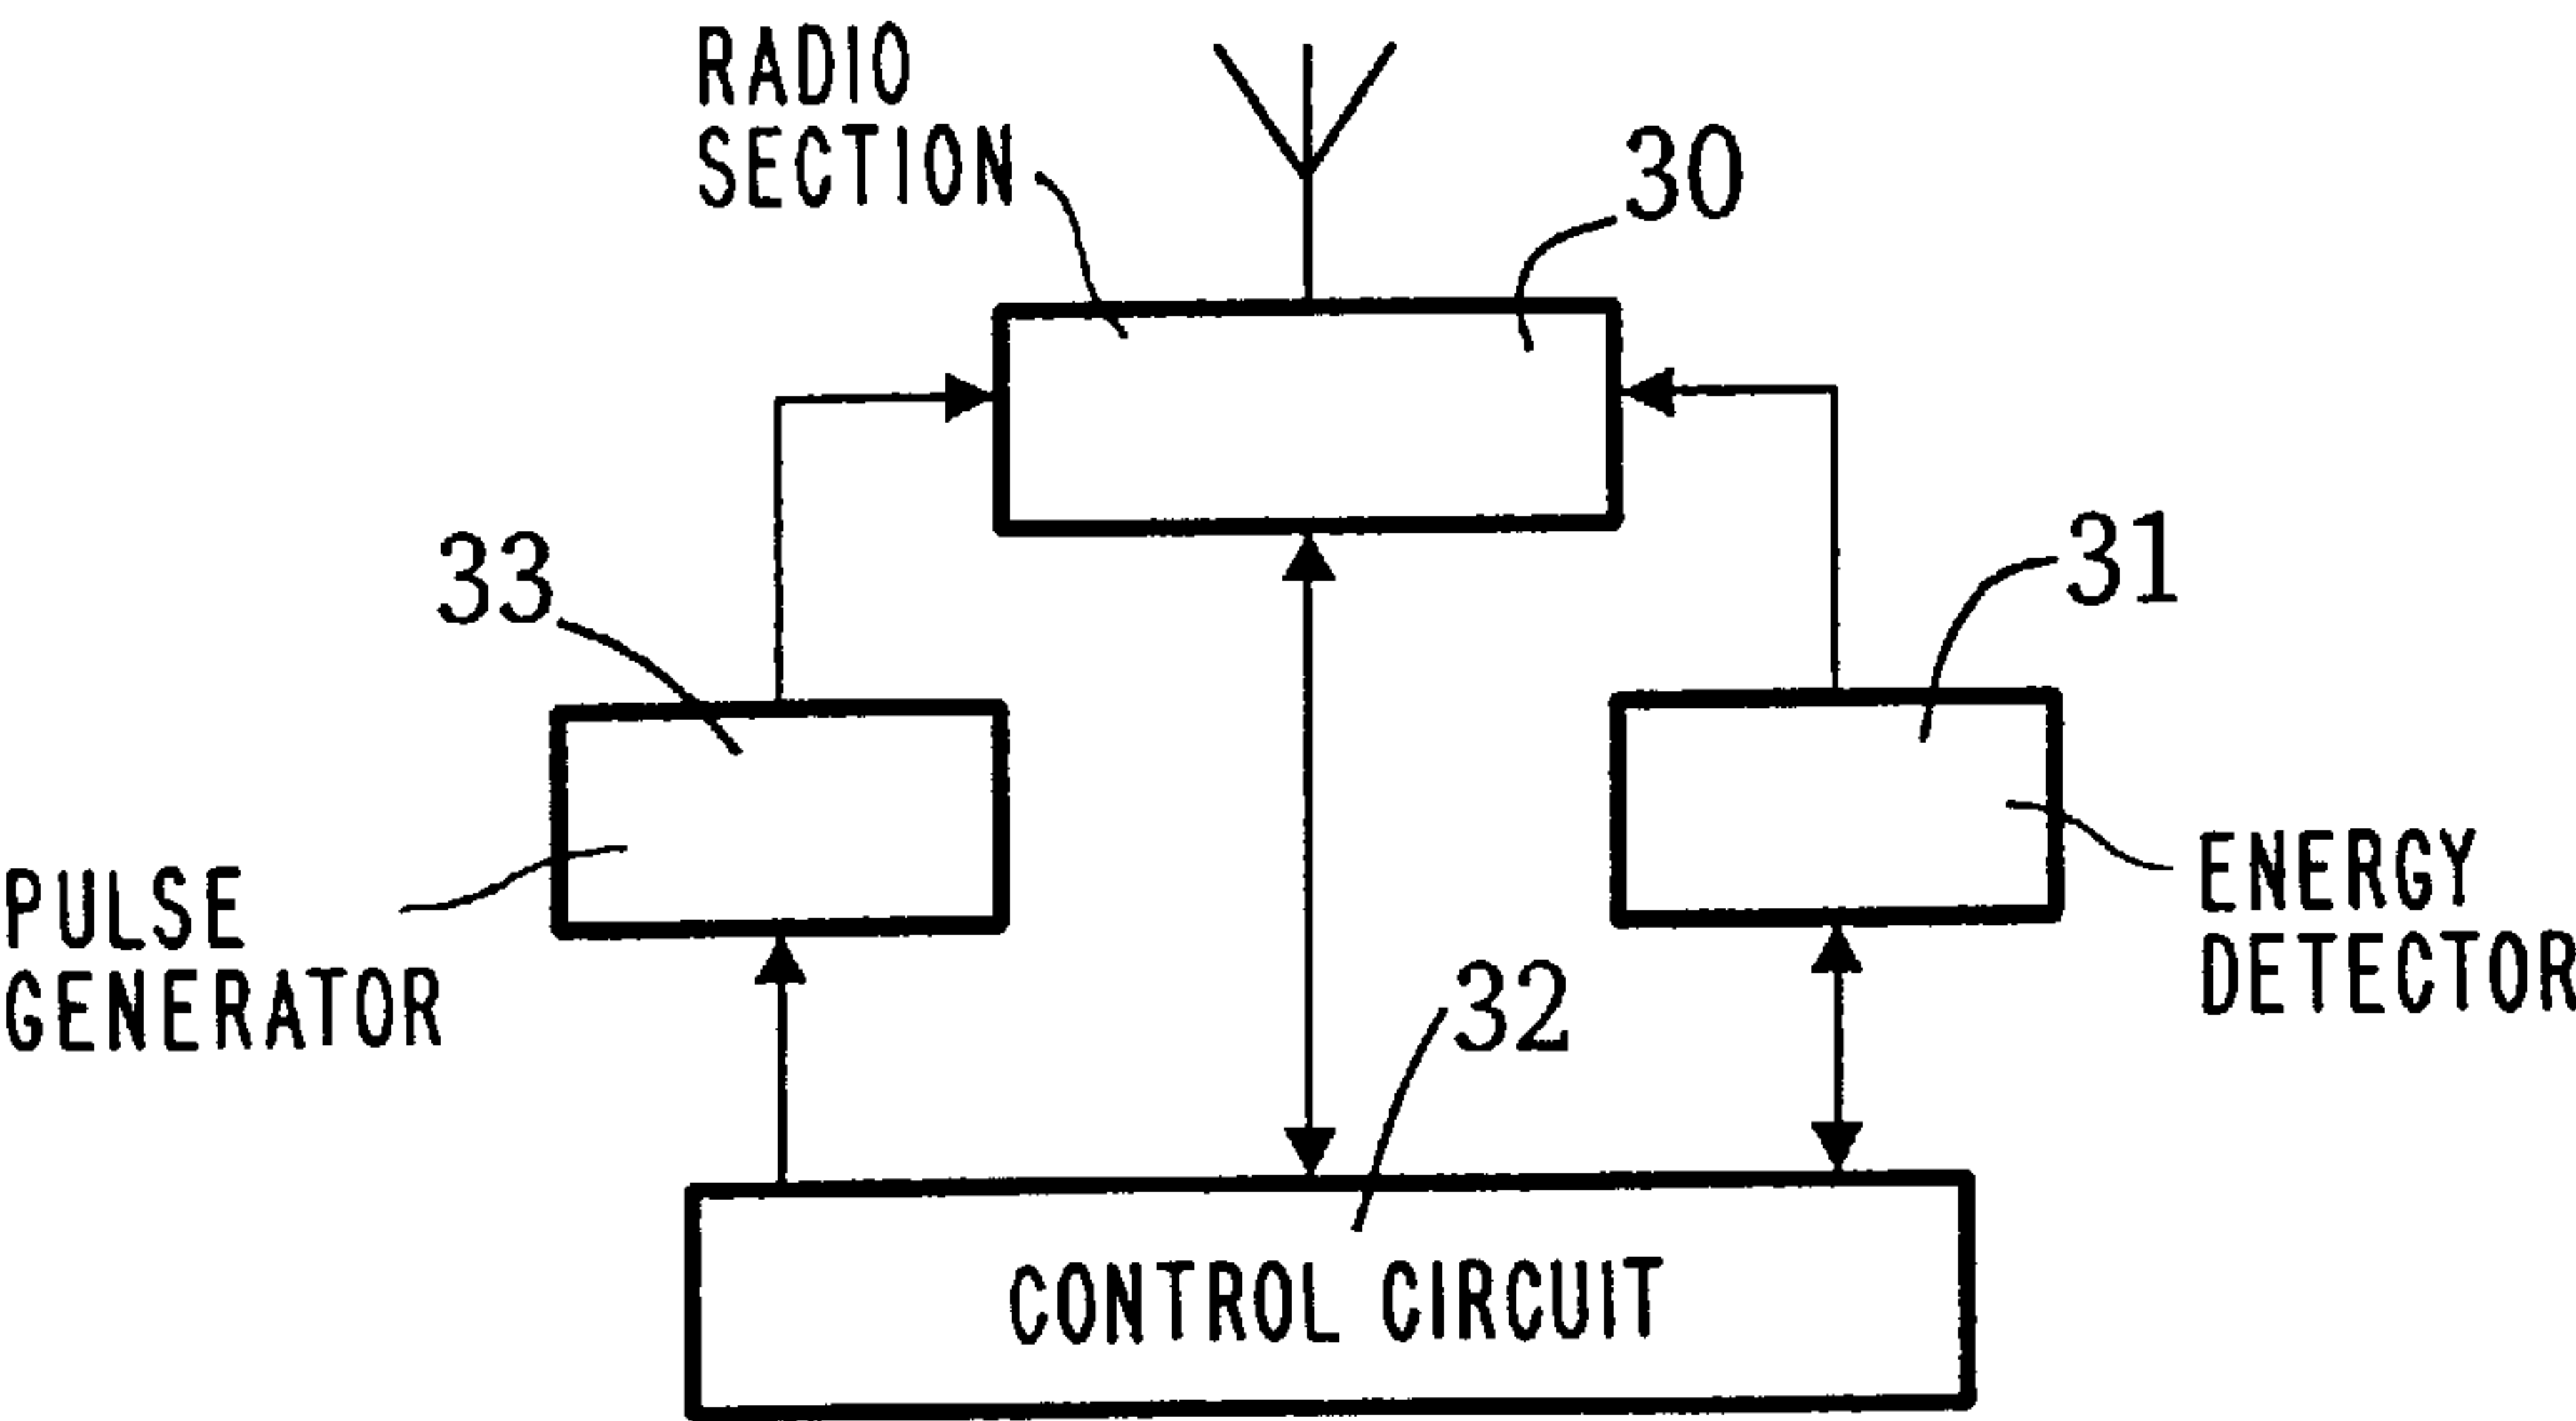 RADIO
SECTION
30
33
31
PULSE
GENERATOR
ENERGY
DETECTOR
32
CONTROL CIRCUIT